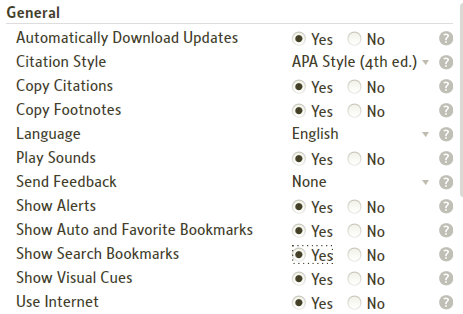 General
Automatically Download Updates Yes No ?
Citation Style APA Style (4th ed.) ?
Copy Citations Yes No ?
Copy Footnotes Yes No ?
Language English ?
Play Sounds Yes No ?
Send Feedback None ?
Show Alerts Yes No ?
Show Auto and Favorite Bookmarks Yes No ?
Show Search Bookmarks Yes No ?
Show Visual Cues Yes No ?
Use Internet Yes No ?